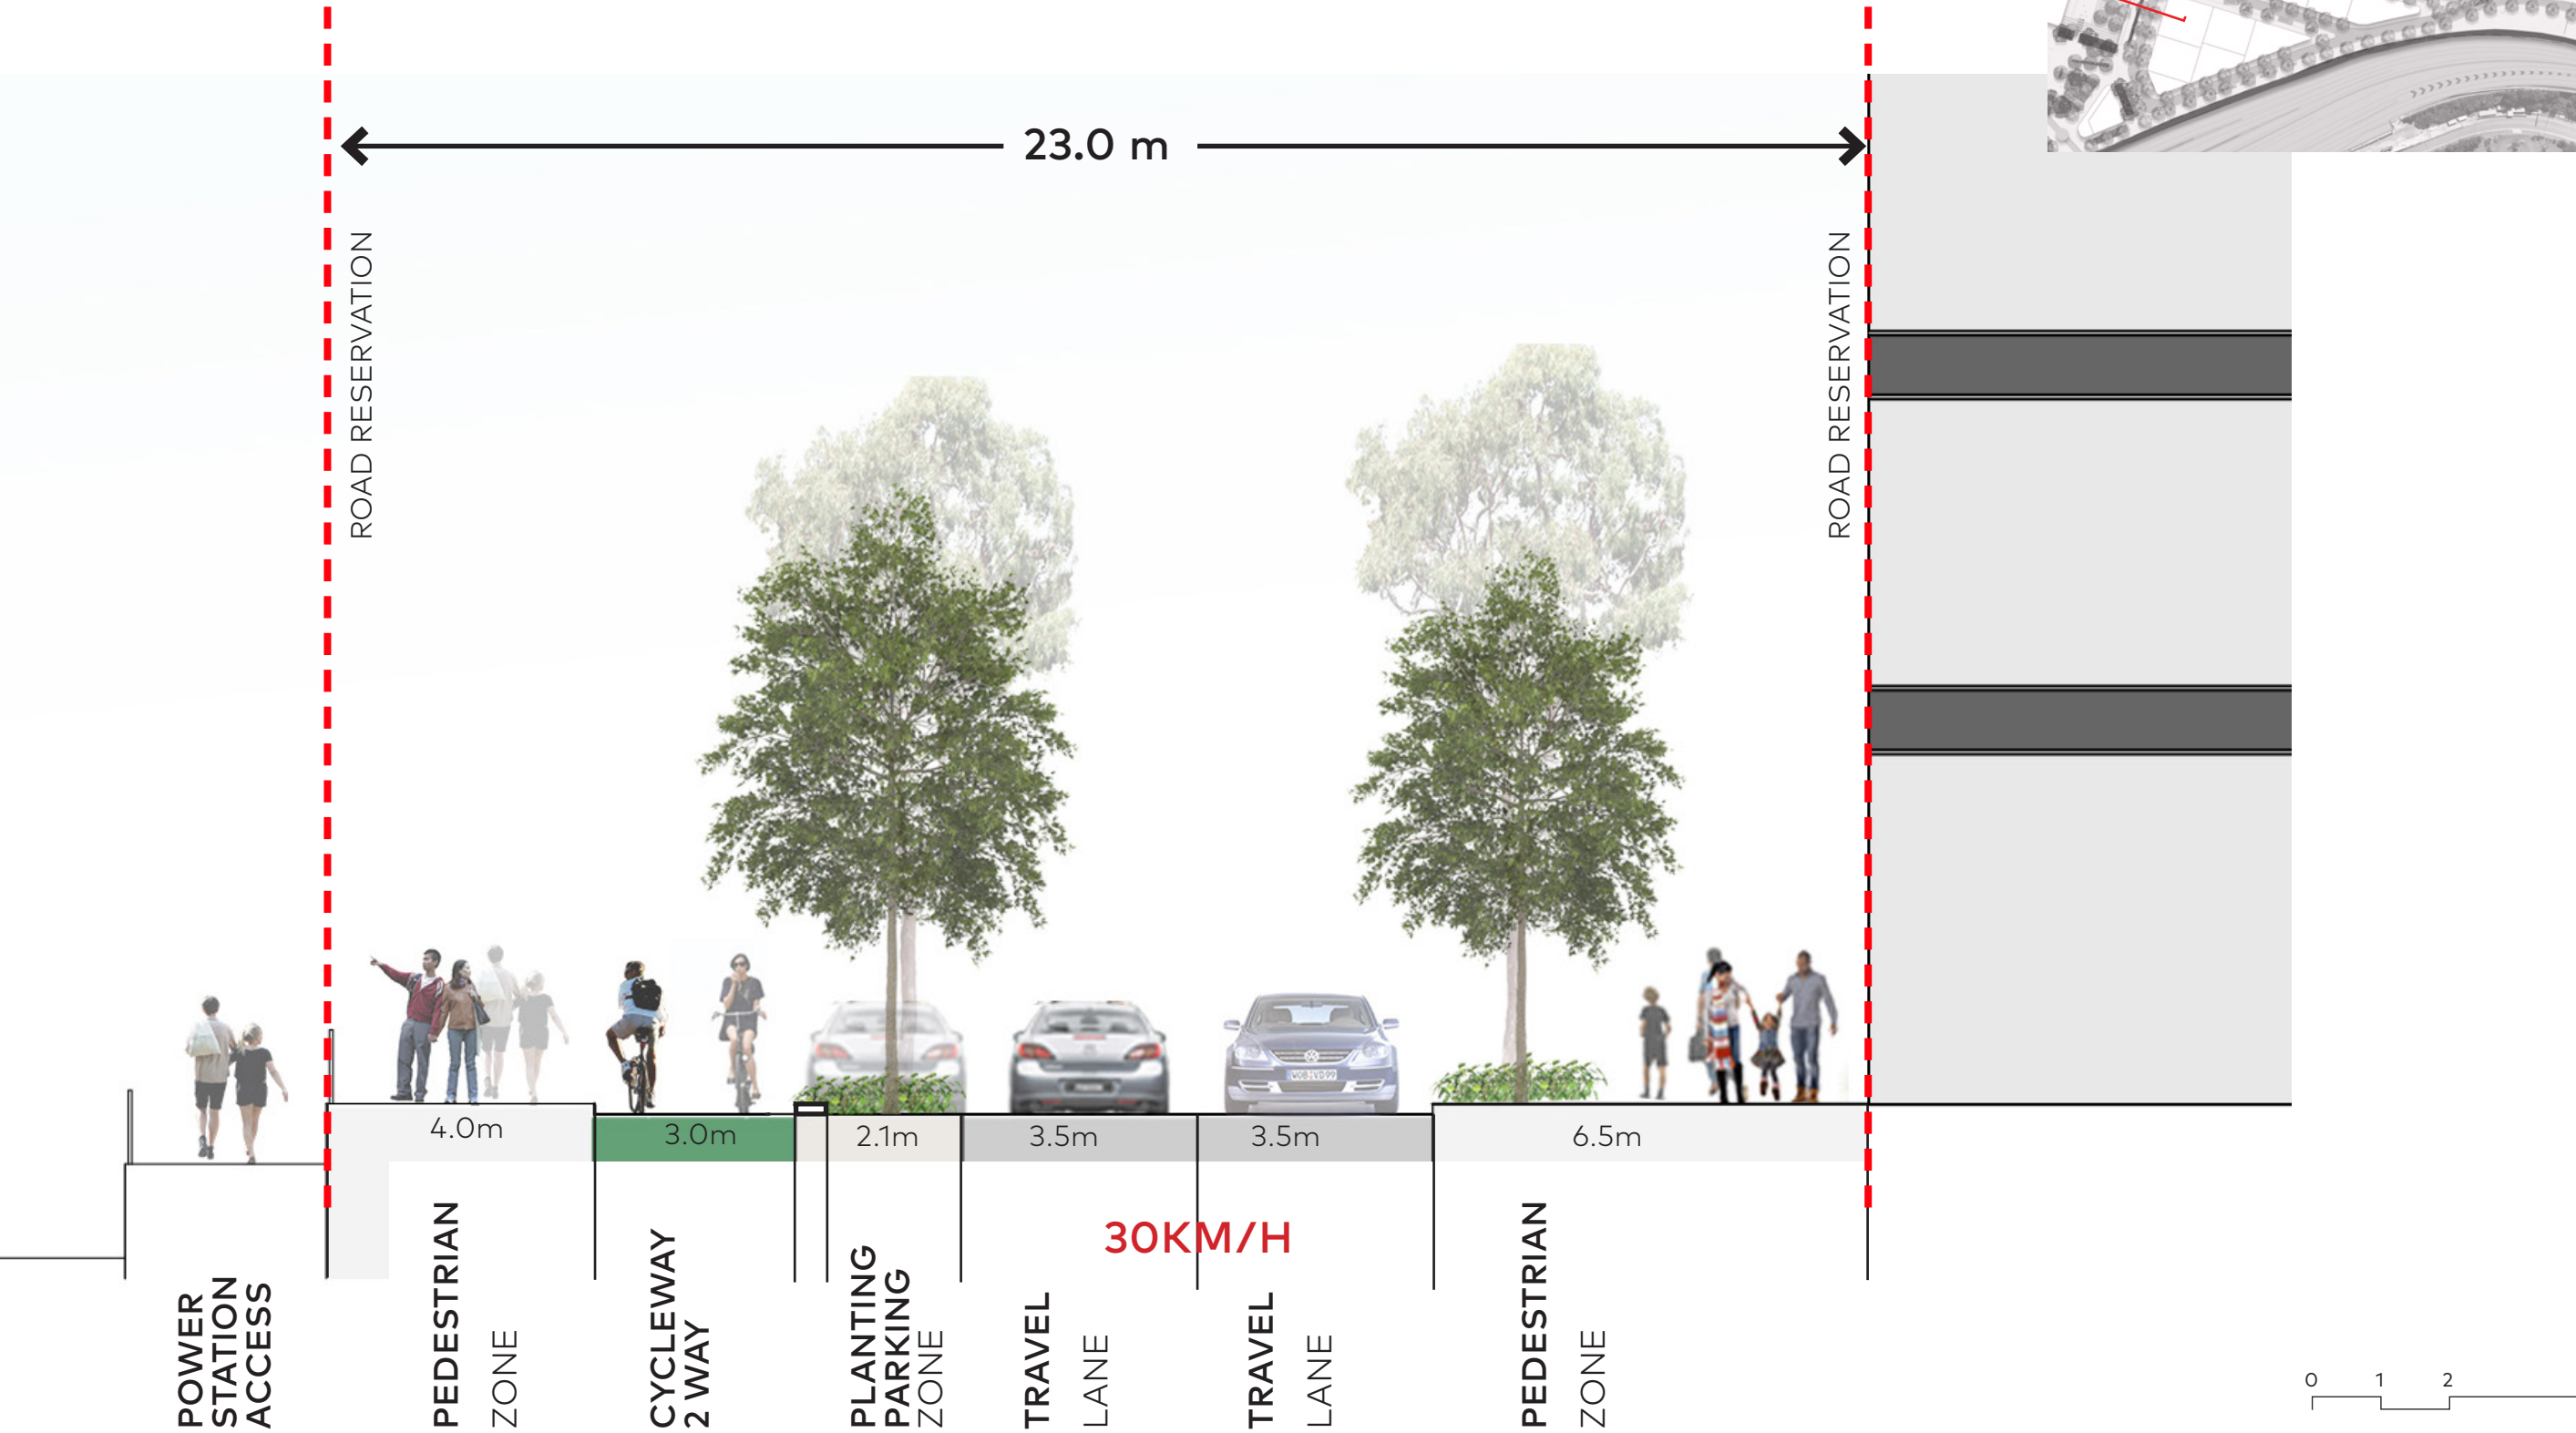 23.0 m
ROAD RESERVATION
ROAD RESERVATION
WOB:VD99
4.0m
3.0m
2.1m
3.5m
3.5m
6.5m
30KM/H
POWER
STATION
ACCESS
PEDESTRIAN
ZONE
CYCLEWAY
2 WAY
PLANTING
PARKING
ZONE
TRAVEL
LANE
TRAVEL
LANE
PEDESTRIAN
ZONE
0 1 2